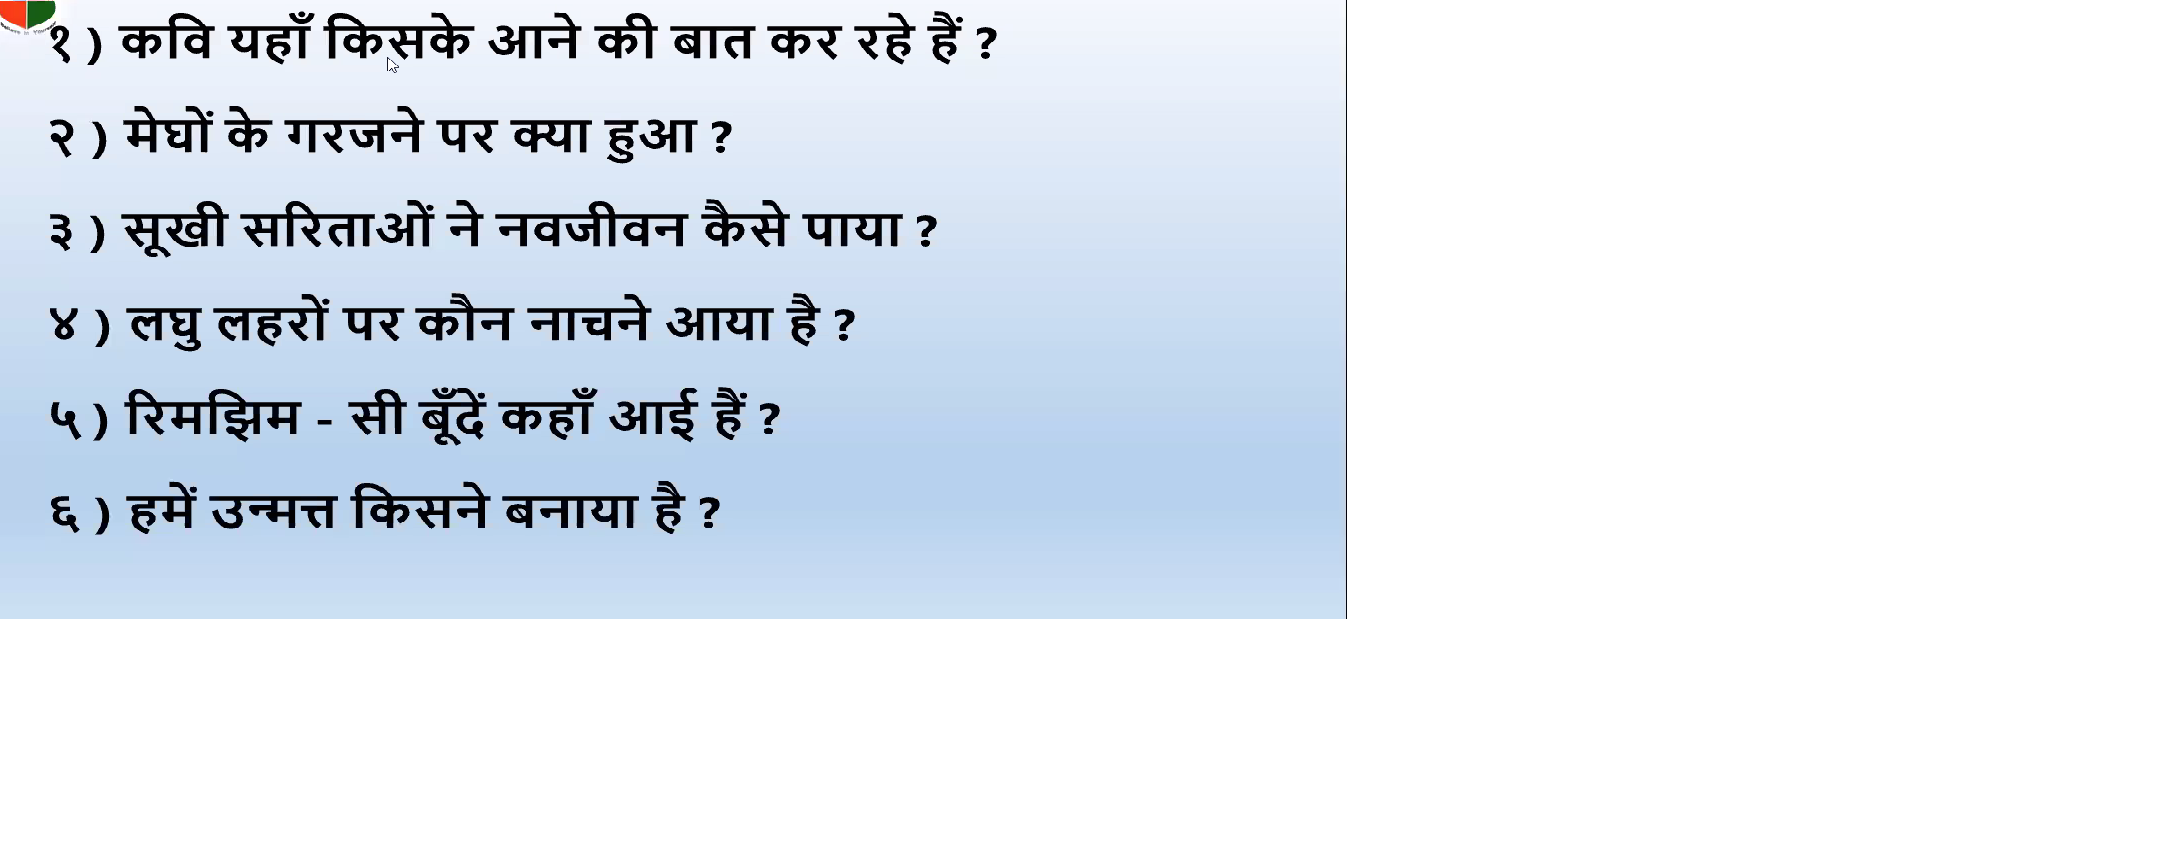 १ ) कवि यहाँ किसके आने की बात कर रहे हैं ?
२ ) मेघों के गरजने पर क्या हुआ ?
३ ) सूखी सरिताओं ने नवजीवन कैसे पाया ?
४ ) लघु लहरों पर कौन नाचने आया है ?
५ ) रिमझिम - सी बूँदें कहाँ आई हैं ?
६ ) हमें उन्मत्त किसने बनाया है ?